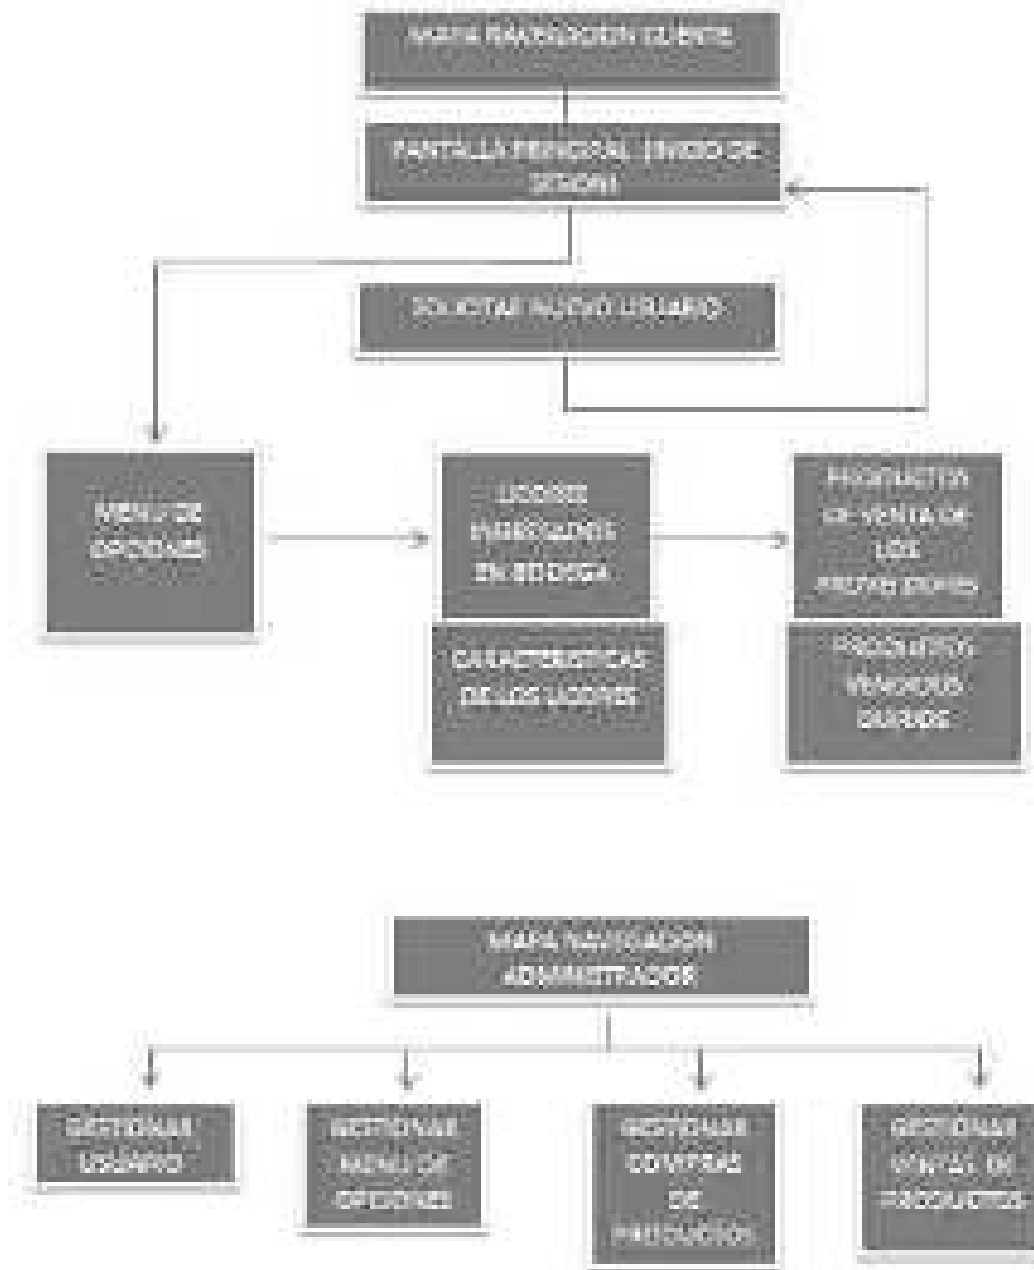 MAPA NAVEGACION CLIENTE
PANTALLA PRINCIPAL INICIO DE
SESION
SOLICITAR NUEVO USUARIO
MENU DE
OPCIONES
LICORES
INGRESADOS
EN BODEGA
PRODUCTOS
DE VENTA DE
LOS
PROVEEDORES
CARACTERISTICAS
DE LOS LICORES
PRODUCTOS
VENDIDOS
MAPA NAVEGACION
ADMINISTRADOR
GESTIONAR
USUARIO
GESTIONAR
MENU DE
OPCIONES
GESTIONAR
COMPRAS
DE
PRODUCTOS
GESTIONAR
VENTAS DE
PRODUCTOS